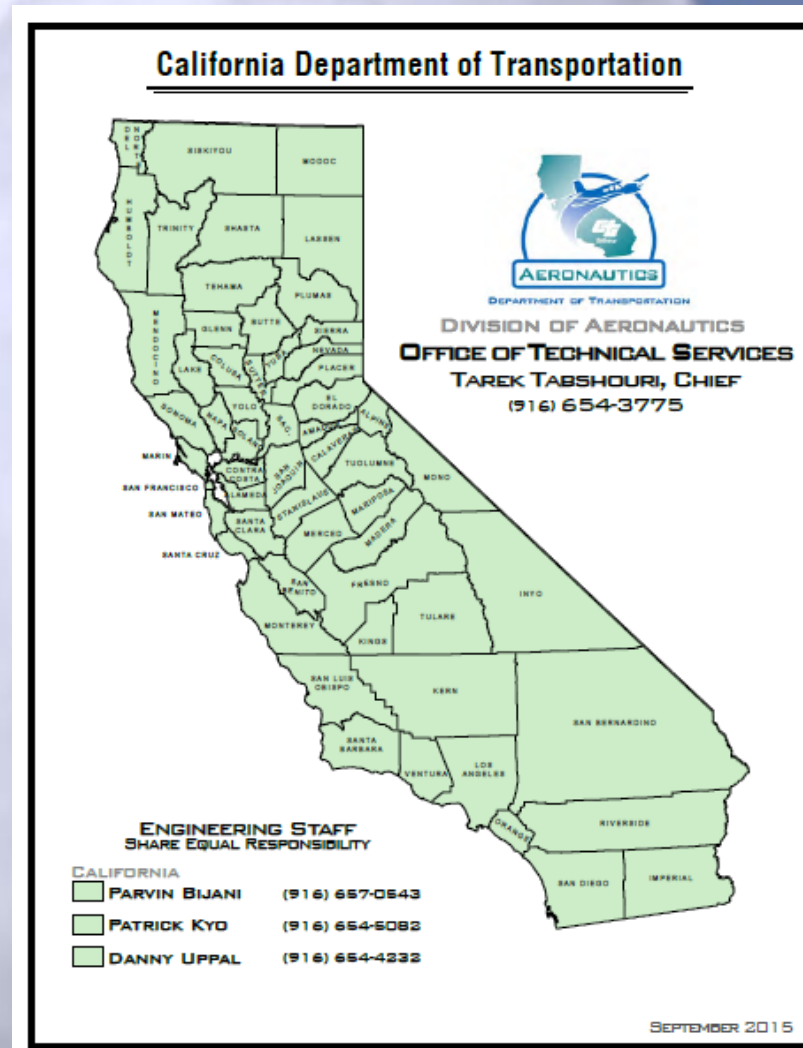 California Department of Transportation
DEL NORTE
SISKIYOU
MODOC
HUMBOLDT
TRINITY
SHASTA
LASSEN
TEHAMA
PLUMAS
MENDOCINO
GLENN
BUTTE
SIERRA
NEVADA
YUBA
PLACER
LAKE
COLUSA
SUTTER
SONOMA
NAPA
YOLO
SOLANO
SAC.
EL
DORADO
AMADOR
ALPINE
CALAVERAS
MARIN
CONTRA
COSTA
SAN
JOAQUIN
TUOLUMNE
MONO
SAN FRANCISCO
ALAMEDA
STANISLAUS
MARIPOSA
SAN MATEO
SANTA
CLARA
MERCED
MADERA
SANTA CRUZ
SAN
BENITO
FRESNO
INYO
MONTEREY
KINGS
TULARE
SAN LUIS
OBISPO
KERN
SAN BERNARDINO
SANTA
BARBARA
VENTURA
LOS
ANGELES
ORANGE
RIVERSIDE
SAN DIEGO
IMPERIAL
CT
AERONAUTICS
DEPARTMENT OF TRANSPORTATION
DIVISION OF AERONAUTICS
OFFICE OF TECHNICAL SERVICES
TAREK TABSHOURI, CHIEF
(916) 654-3775
ENGINEERING STAFF
SHARE EQUAL RESPONSIBILITY
CALIFORNIA
PARVIN BIJANI (916) 657-0543
PATRICK KYO (916) 654-5082
DANNY UPPAL (916) 654-4232
SEPTEMBER 2015